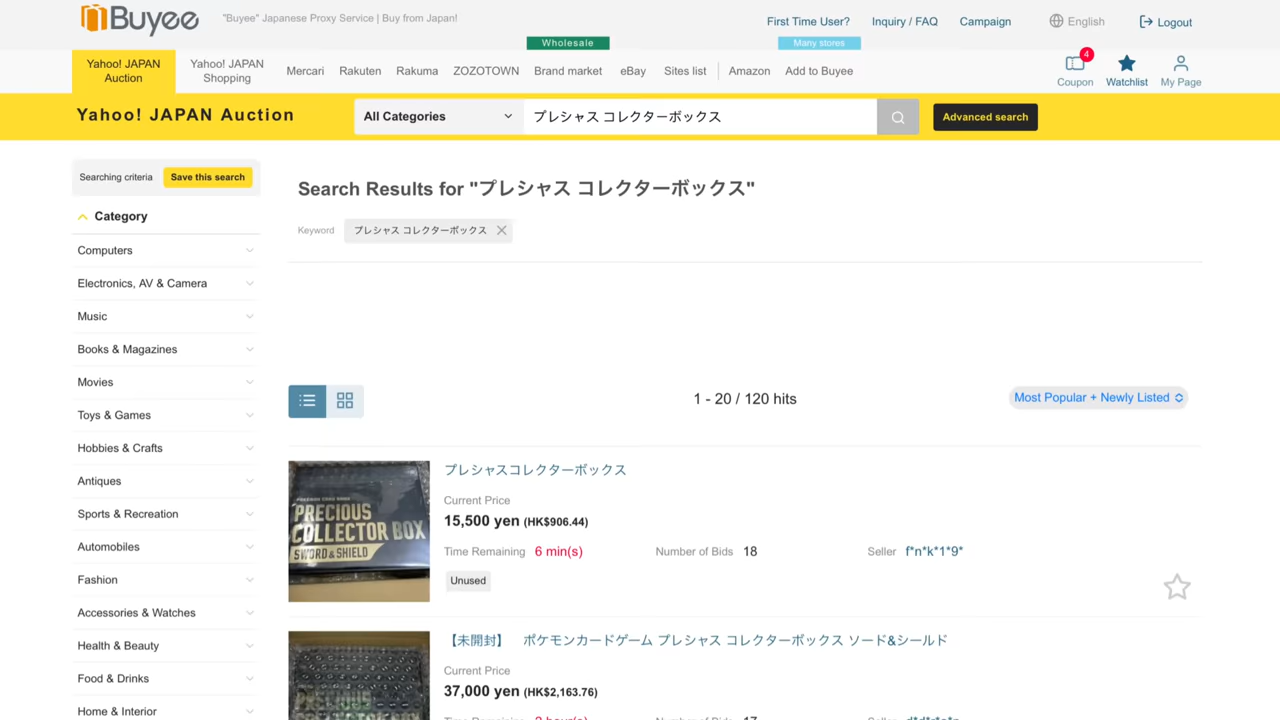 Buyee
"Buyee" Japanese Proxy Service | Buy from Japan!
First Time User?
Inquiry / FAQ
Campaign
English
Logout
Wholesale
Many stores
Yahoo! JAPAN
Auction
Yahoo! JAPAN
Shopping
Mercari
Rakuten
Rakuma
ZOZOTOWN
Brand market
eBay
Sites list
Amazon
Add to Buyee
4
Coupon
Watchlist
My Page
Yahoo! JAPAN Auction
All Categories
プレシャス コレクターボックス
Advanced search
Searching criteria
Save this search
Category
Computers
Electronics, AV & Camera
Music
Books & Magazines
Movies
Toys & Games
Hobbies & Crafts
Antiques
Sports & Recreation
Automobiles
Fashion
Accessories & Watches
Health & Beauty
Food & Drinks
Home & Interior
Search Results for "プレシャス コレクターボックス"
Keyword
プレシャス コレクターボックス
1 - 20 / 120 hits
Most Popular + Newly Listed
PREMIUM CARD BOOK
PRECIOUS
COLLECTOR BOX
SWORD & SHIELD
プレシャスコレクターボックス
Current Price
15,500 yen (HK$906.44)
Time Remaining 6 min(s)
Number of Bids 18
Seller f*n*k*1*9*
Unused
【未開封】 ポケモンカードゲーム プレシャス コレクターボックス ソード&シールド
Current Price
37,000 yen (HK$2,163.76)
Time Remaining 2 hour(s)
Number of Bids 17